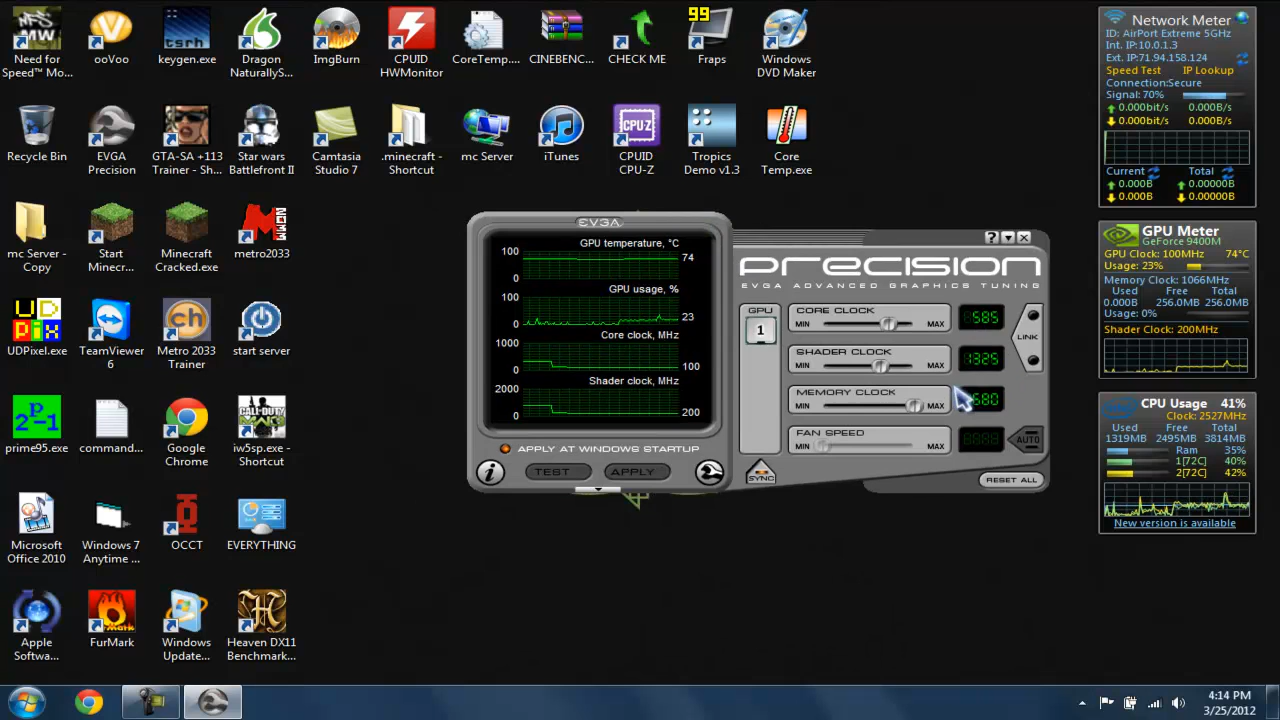 Need for
Speed™ Mo...
ooVoo
tsrh
keygen.exe
Dragon
NaturallyS...
ImgBurn
CPUID
HWMonitor
CoreTemp....
CINEBENC...
CHECK ME
99
Fraps
Windows
DVD Maker
Recycle Bin
EVGA
Precision
GTA-SA +113
Trainer - Sh...
Star wars
Battlefront II
Camtasia
Studio 7
.minecraft -
Shortcut
mc Server
iTunes
CPU-Z
CPUID
CPU-Z
Tropics
Demo v1.3
Core
Temp.exe
mc Server -
Copy
Start
Minecr...
Minecraft
Cracked.exe
metro2033
UDPixel.exe
TeamViewer
6
Metro 2033
Trainer
start server
prime95.exe
command...
Google
Chrome
iw5sp.exe -
Shortcut
Microsoft
Office 2010
Windows 7
Anytime ...
OCCT
EVERYTHING
Apple
Softwa...
FurMark
Windows
Update...
Heaven DX11
Benchmark...
EVGA
GPU temperature, °C
100
74
0
GPU usage, %
100
23
0
Core clock, MHz
1000
100
0
Shader clock, MHz
2000
200
0
APPLY AT WINDOWS STARTUP
TEST
APPLY
PRECISION
EVGA ADVANCED GRAPHICS TUNING
GPU
1
SYNC
CORE CLOCK
MIN MAX
585
SHADER CLOCK
MIN MAX
1325
LINK
MEMORY CLOCK
MIN MAX
680
FAN SPEED
MIN MAX
AUTO
RESET ALL
Network Meter
ID: AirPort Extreme 5GHz
Int. IP:10.0.1.3
Ext. IP:71.94.158.124
Speed Test IP Lookup
Connection:Secure
Signal: 70%
0.000bit/s 0.000B/s
0.000bit/s 0.000B/s
Current Total
0.000B 0.00000B
0.000B 0.00000B
GPU Meter
GeForce 9400M
GPU Clock: 100MHz 74°C
Usage: 23%
Memory Clock: 1066MHz
Used Free Total
0.000B 256.0MB 256.0MB
Usage: 0%
Shader Clock: 200MHz
CPU Usage 41%
Clock: 2527MHz
Used Free Total
1319MB 2495MB 3814MB
Ram 35%
1[72C] 40%
2[72C] 42%
New version is available
4:14 PM
3/25/2012